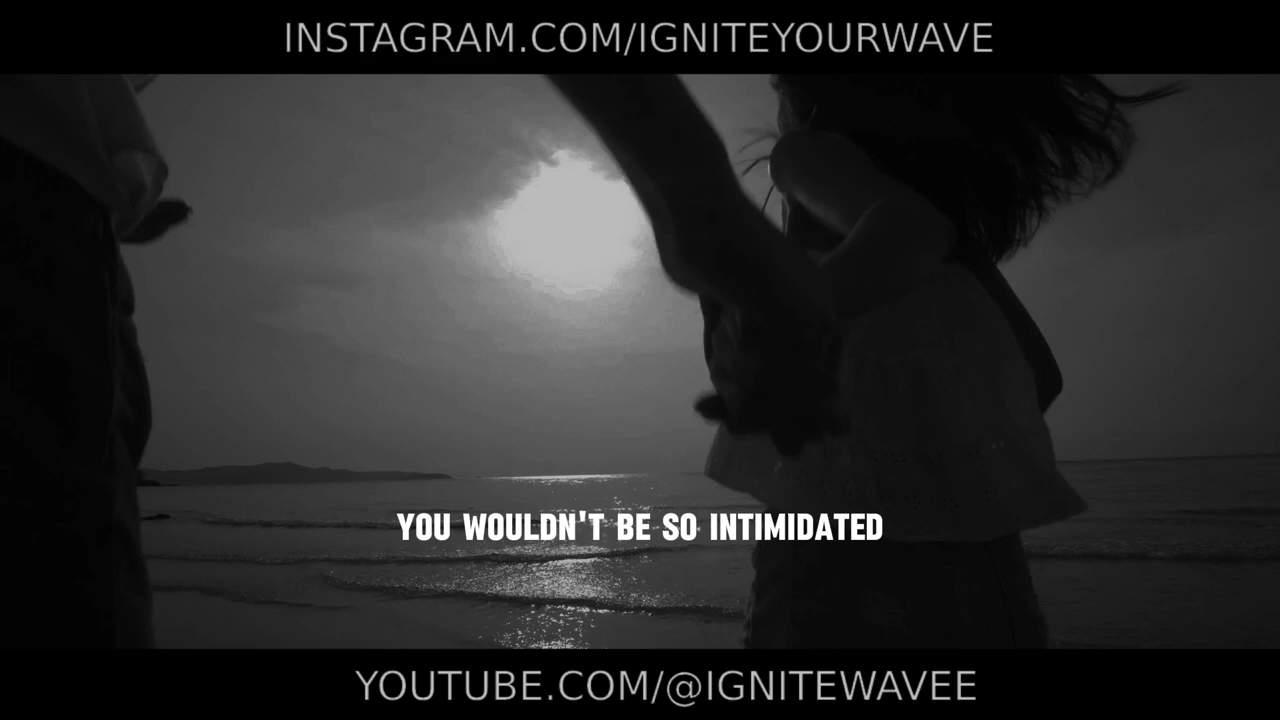 INSTAGRAM.COM/IGNITEYOURWAVE
YOU WOULDN'T BE SO INTIMIDATED
YOUTUBE.COM/@IGNITEWAVEE